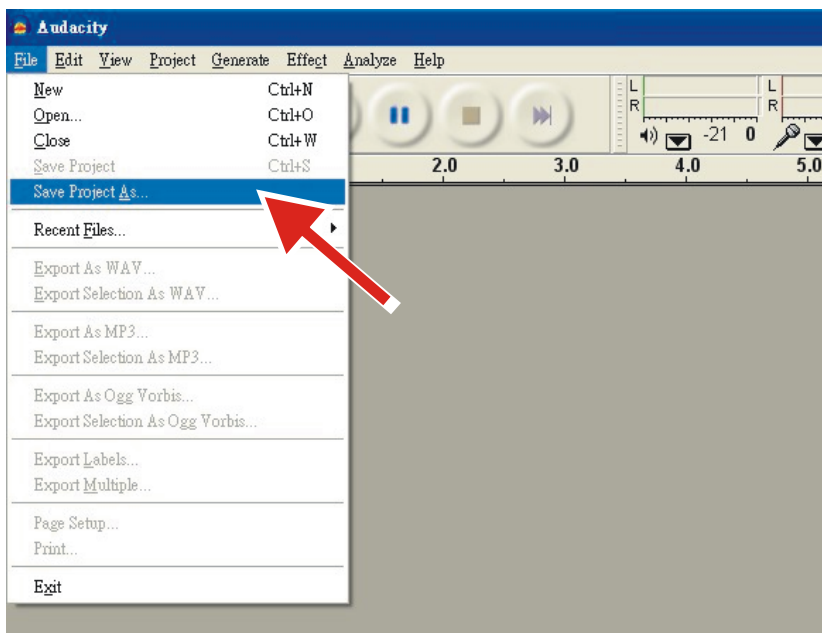 Audacity
File Edit View Project Generate Effect Analyze Help
New Ctrl+N
Open... Ctrl+O
Close Ctrl+W
Save Project Ctrl+S
Save Project As...
Recent Files...
Export As WAV...
Export Selection As WAV...
Export As MP3...
Export Selection As MP3...
Export As Ogg Vorbis...
Export Selection As Ogg Vorbis...
Export Labels...
Export Multiple...
Page Setup...
Print...
Exit
L L
R R
-21 0
2.0 3.0 4.0 5.0